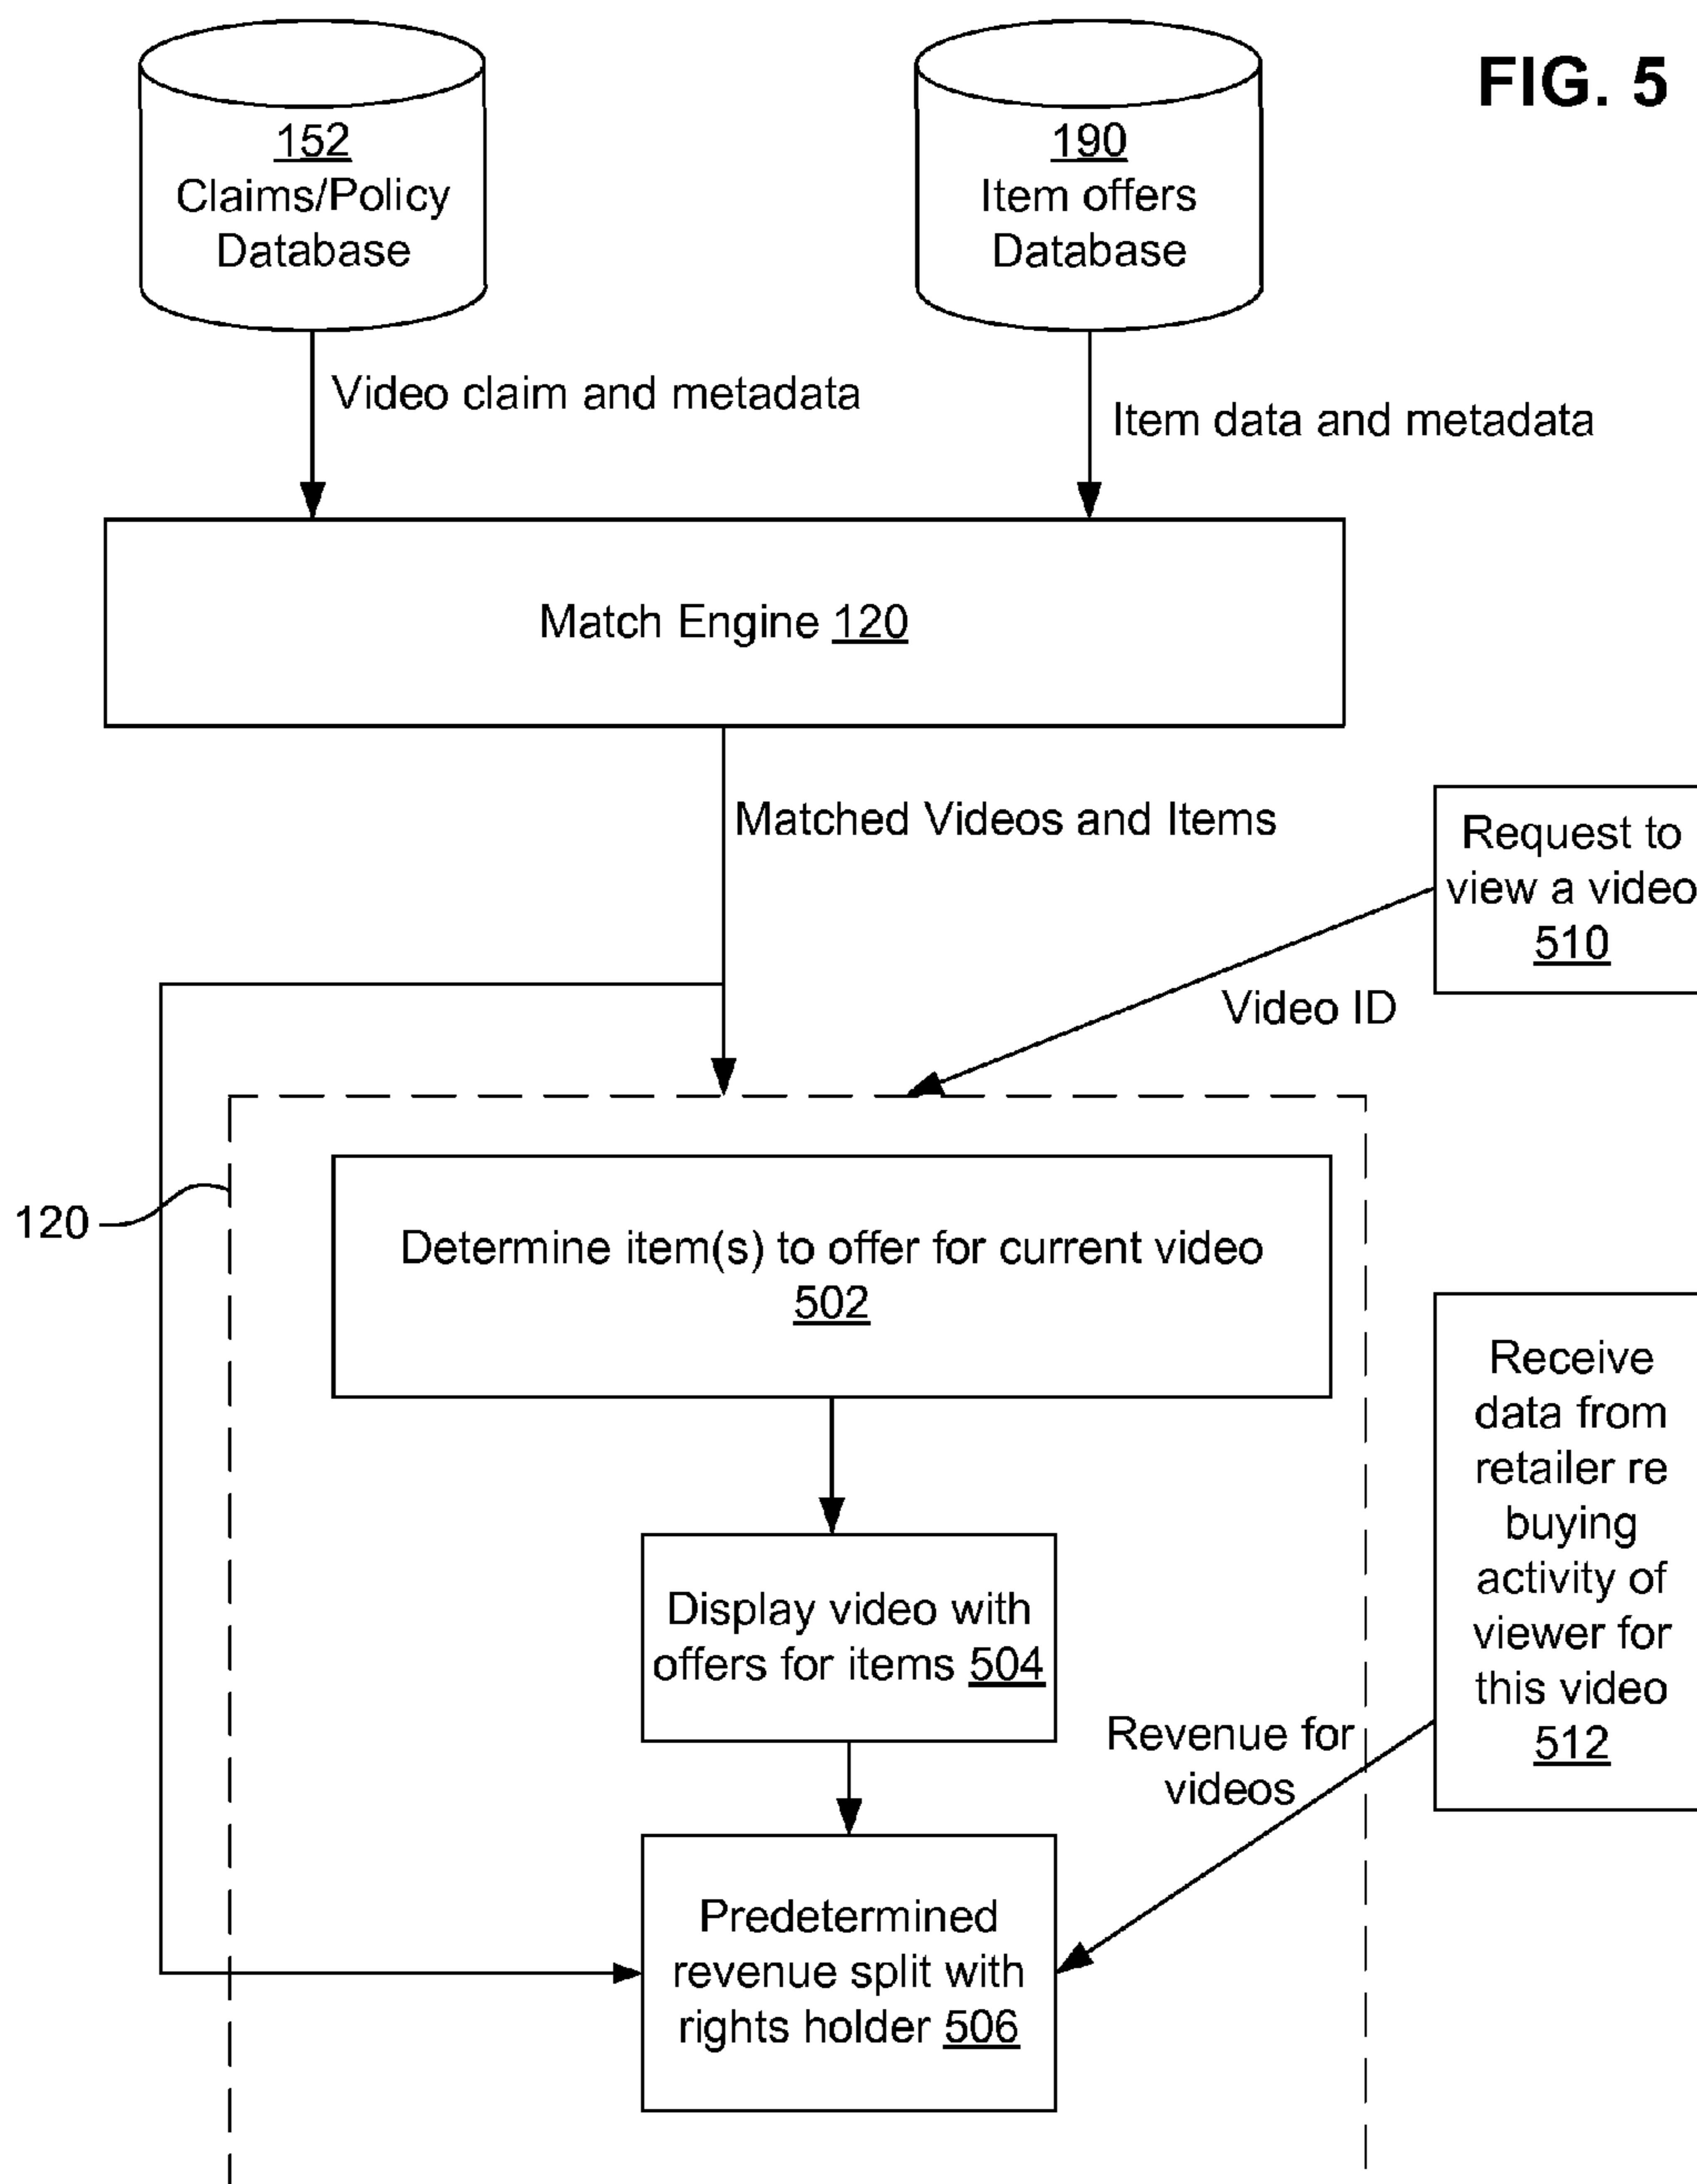 FIG. 5
152
Claims/Policy
Database
190
Item offers
Database
Video claim and metadata
Item data and metadata
Match Engine 120
Matched Videos and Items
Request to
view a video
510
Video ID
120
Determine item(s) to offer for current video
502
Display video with
offers for items 504
Receive
data from
retailer re
buying
activity of
viewer for
this video
512
Revenue for
videos
Predetermined
revenue split with
rights holder 506